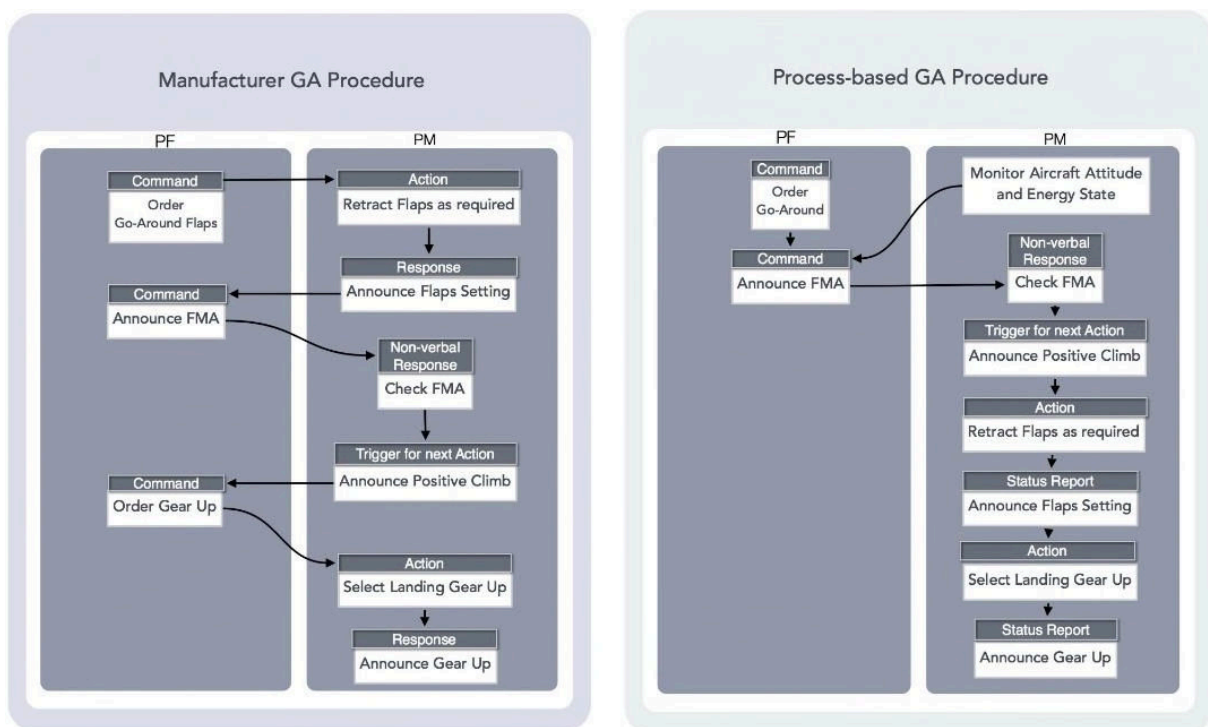 Manufacturer GA Procedure
PF
PM
Command
Order
Go-Around Flaps
Action
Retract Flaps as required
Response
Announce Flaps Setting
Command
Announce FMA
Non-verbal
Response
Check FMA
Trigger for next Action
Announce Positive Climb
Command
Order Gear Up
Action
Select Landing Gear Up
Response
Announce Gear Up
Process-based GA Procedure
PF
PM
Command
Order
Go-Around
Monitor Aircraft Attitude
and Energy State
Command
Announce FMA
Non-verbal
Response
Check FMA
Trigger for next Action
Announce Positive Climb
Action
Retract Flaps as required
Status Report
Announce Flaps Setting
Action
Select Landing Gear Up
Status Report
Announce Gear Up